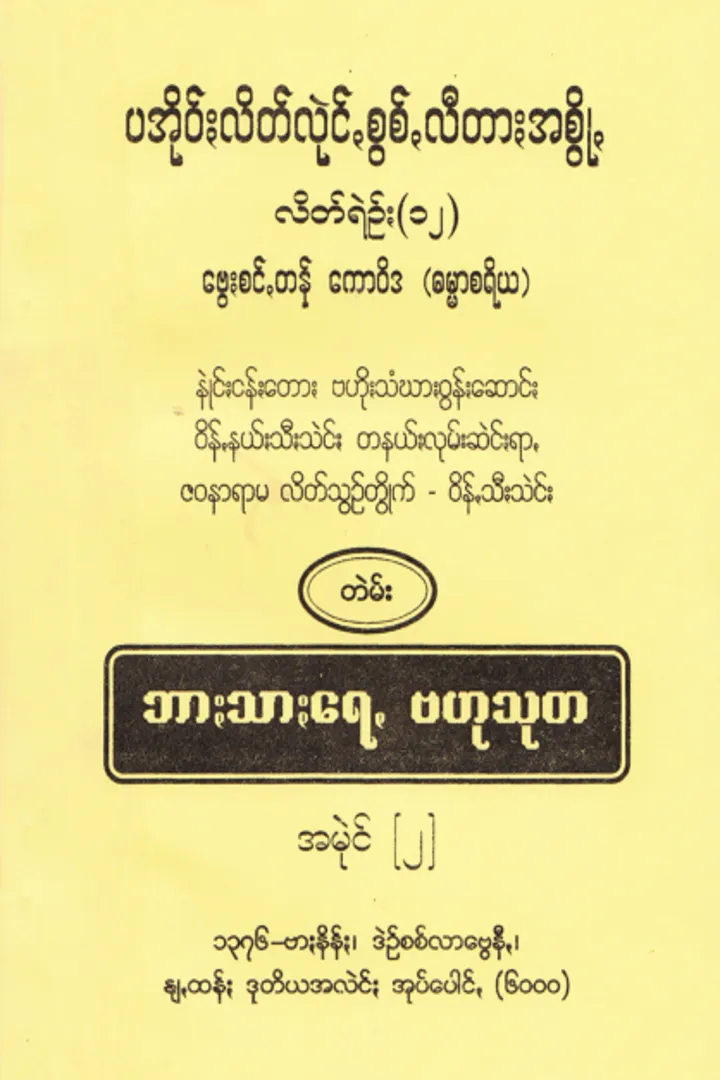 ပအိုဝ်ႏလိတ်လုဲင်ႇစွစ်ႇလီတားအစွိုႇ
လိတ်ရဲဉ်ႏ(၁၂)
ဗွေႏစင်ႇတန် ကောဝိဒ (ဓမ္မာစရိယ)
နဲုင်းငန်းတောႏ ဗဟိုႏသံဃာႏဝွန်ႏဆောင်ႏ
ဝိန်ႇနယ်ႏသီႏသဲင်ႏ တနယ်ႏလုမ်းဆဲင်ႏရာႇ
ဇဝနာရာမ လိတ်သွဉ်တွိုက် - ဝိန်ႇသီႏသဲင်ႏ
တဲမ်း
ဘာႏသာႏရေႇ ဗဟုသုတ
အမဲုင် [၂]
၁၃၇၆–ဗာႏနိန်ႏ၊ ဒဲဉ်စစ်လာဗွေနီႇ၊
နျႇထန်ႏ ဒုတိယအလဲင်ႏ အုပ်ပေါင်ႇ (၆၀၀၀)